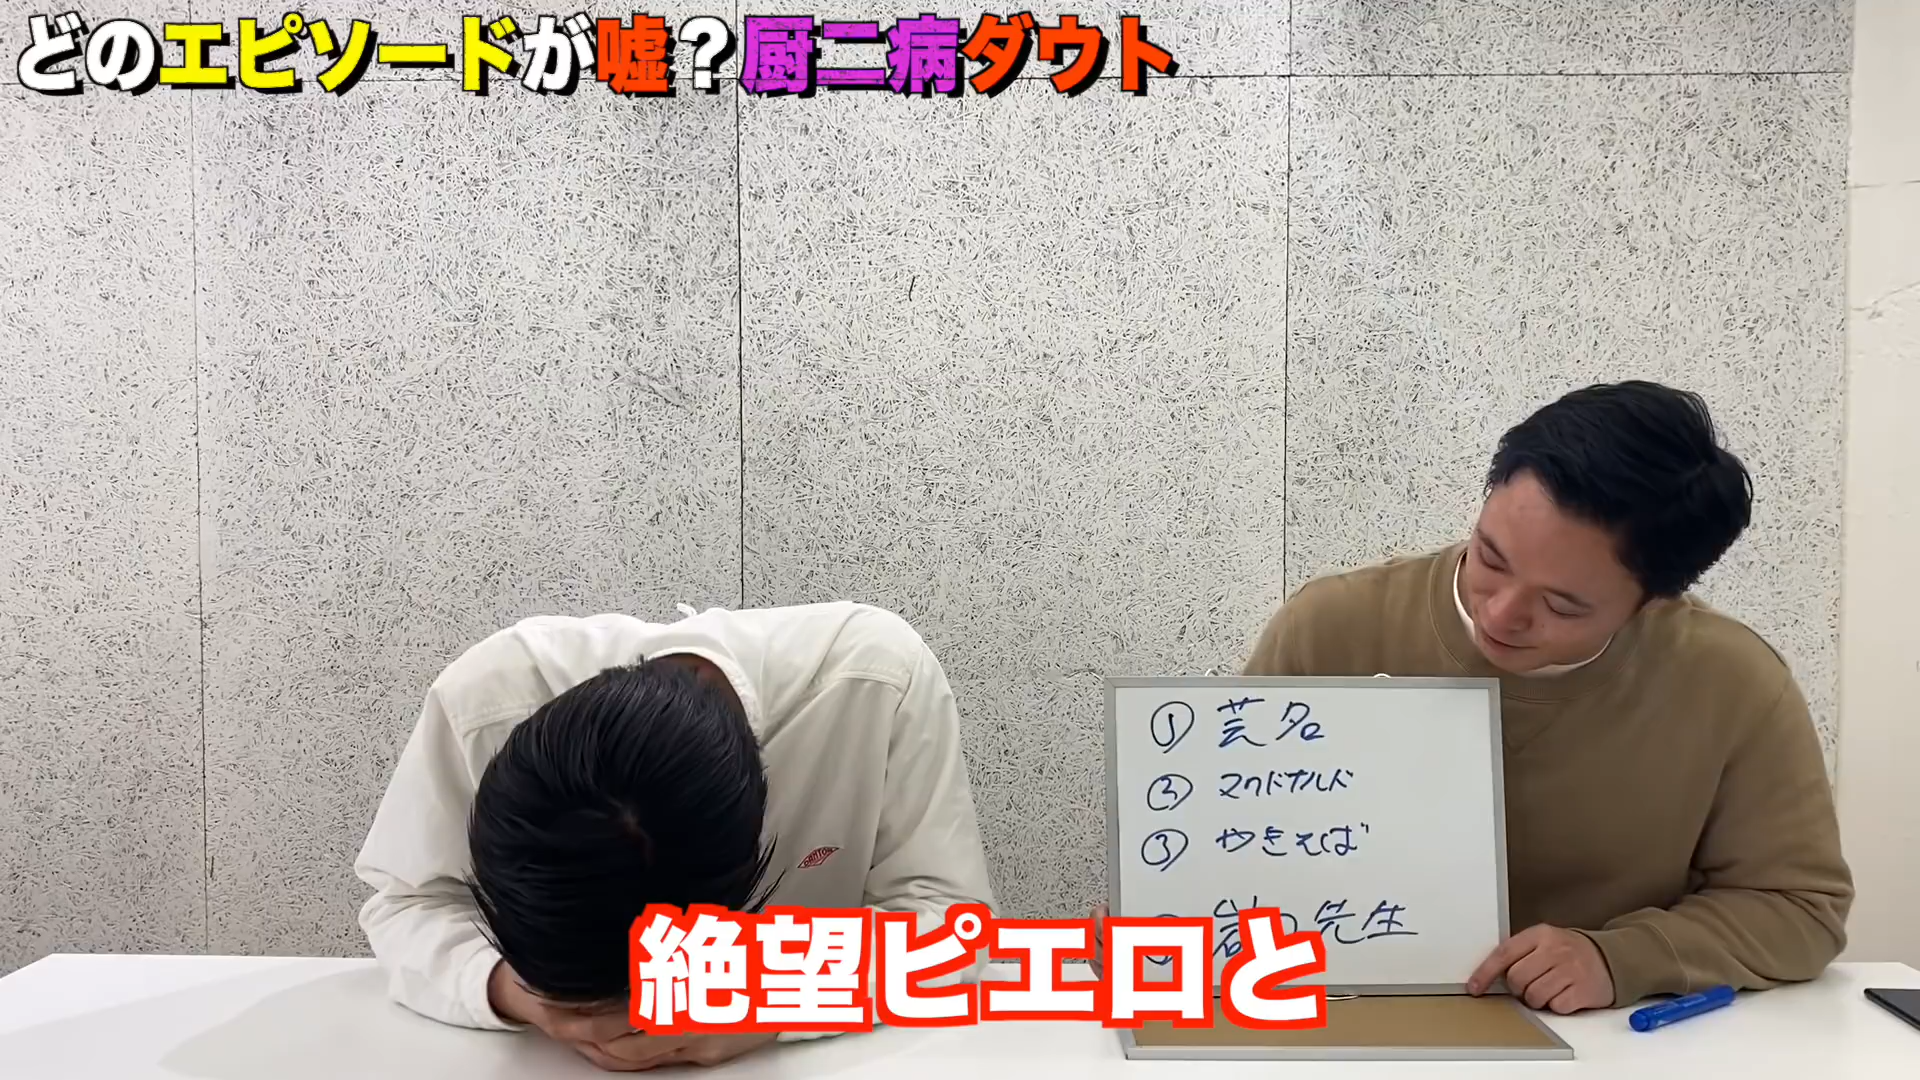 どのエピソードが嘘？厨二病ダウト
① 芸名
② マクドナルド
③ やきそば
先生
DANTON
絶望ピエロと